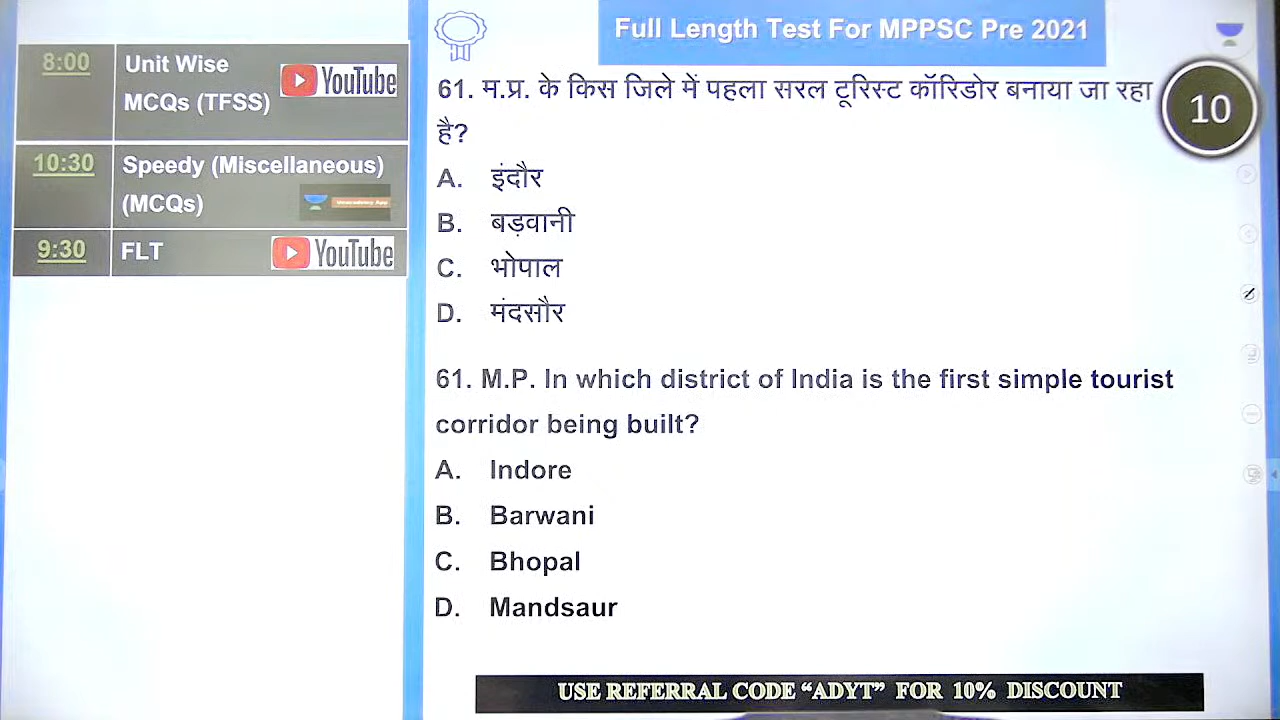 Full Length Test For MPPSC Pre 2021
8:00
Unit Wise
MCQs (TFSS)
YouTube
10:30
Speedy (Miscellaneous)
(MCQs)
Unacademy App
9:30
FLT
YouTube
61. म.प्र. के किस जिले में पहला सरल टूरिस्ट कॉरिडोर बनाया जा रहा
है?
10
A. इंदौर
B. बड़वानी
C. भोपाल
D. मंदसौर
61. M.P. In which district of India is the first simple tourist
corridor being built?
A. Indore
B. Barwani
C. Bhopal
D. Mandsaur
USE REFERRAL CODE “ADYT” FOR 10% DISCOUNT